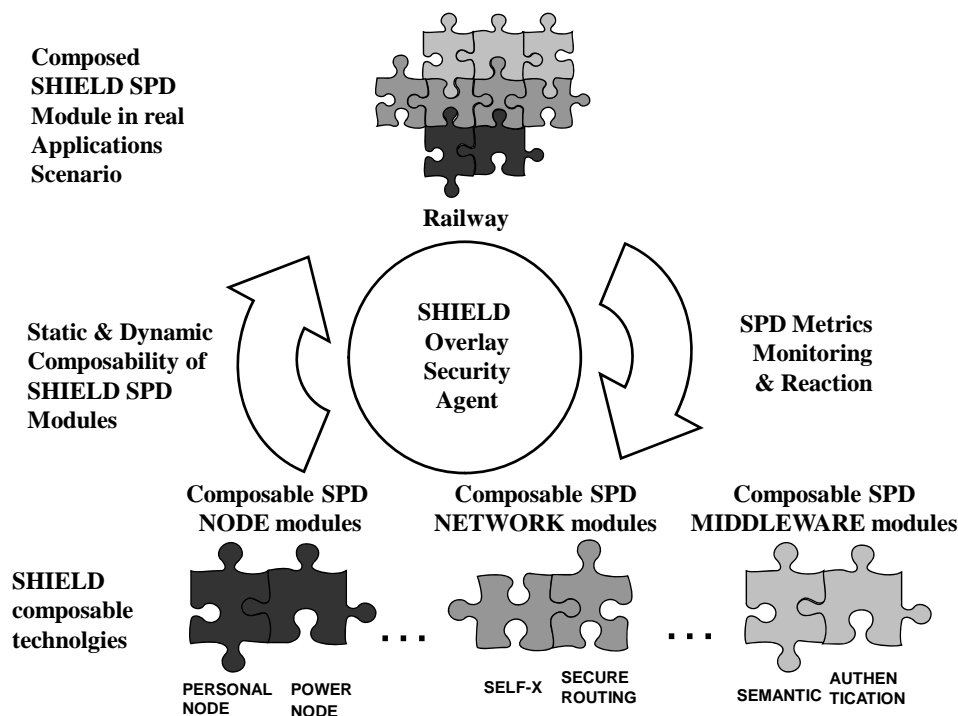 Composed
SHIELD SPD
Module in real
Applications
Scenario
Railway
Static & Dynamic
Composability of
SHIELD SPD
Modules
SHIELD
Overlay
Security
Agent
SPD Metrics
Monitoring
& Reaction
Composable SPD
NODE modules
Composable SPD
NETWORK modules
Composable SPD
MIDDLEWARE modules
SHIELD
composable
technolgies
...
...
PERSONAL
NODE
POWER
NODE
SELF-X
SECURE
ROUTING
SEMANTIC
AUTHEN
TICATION